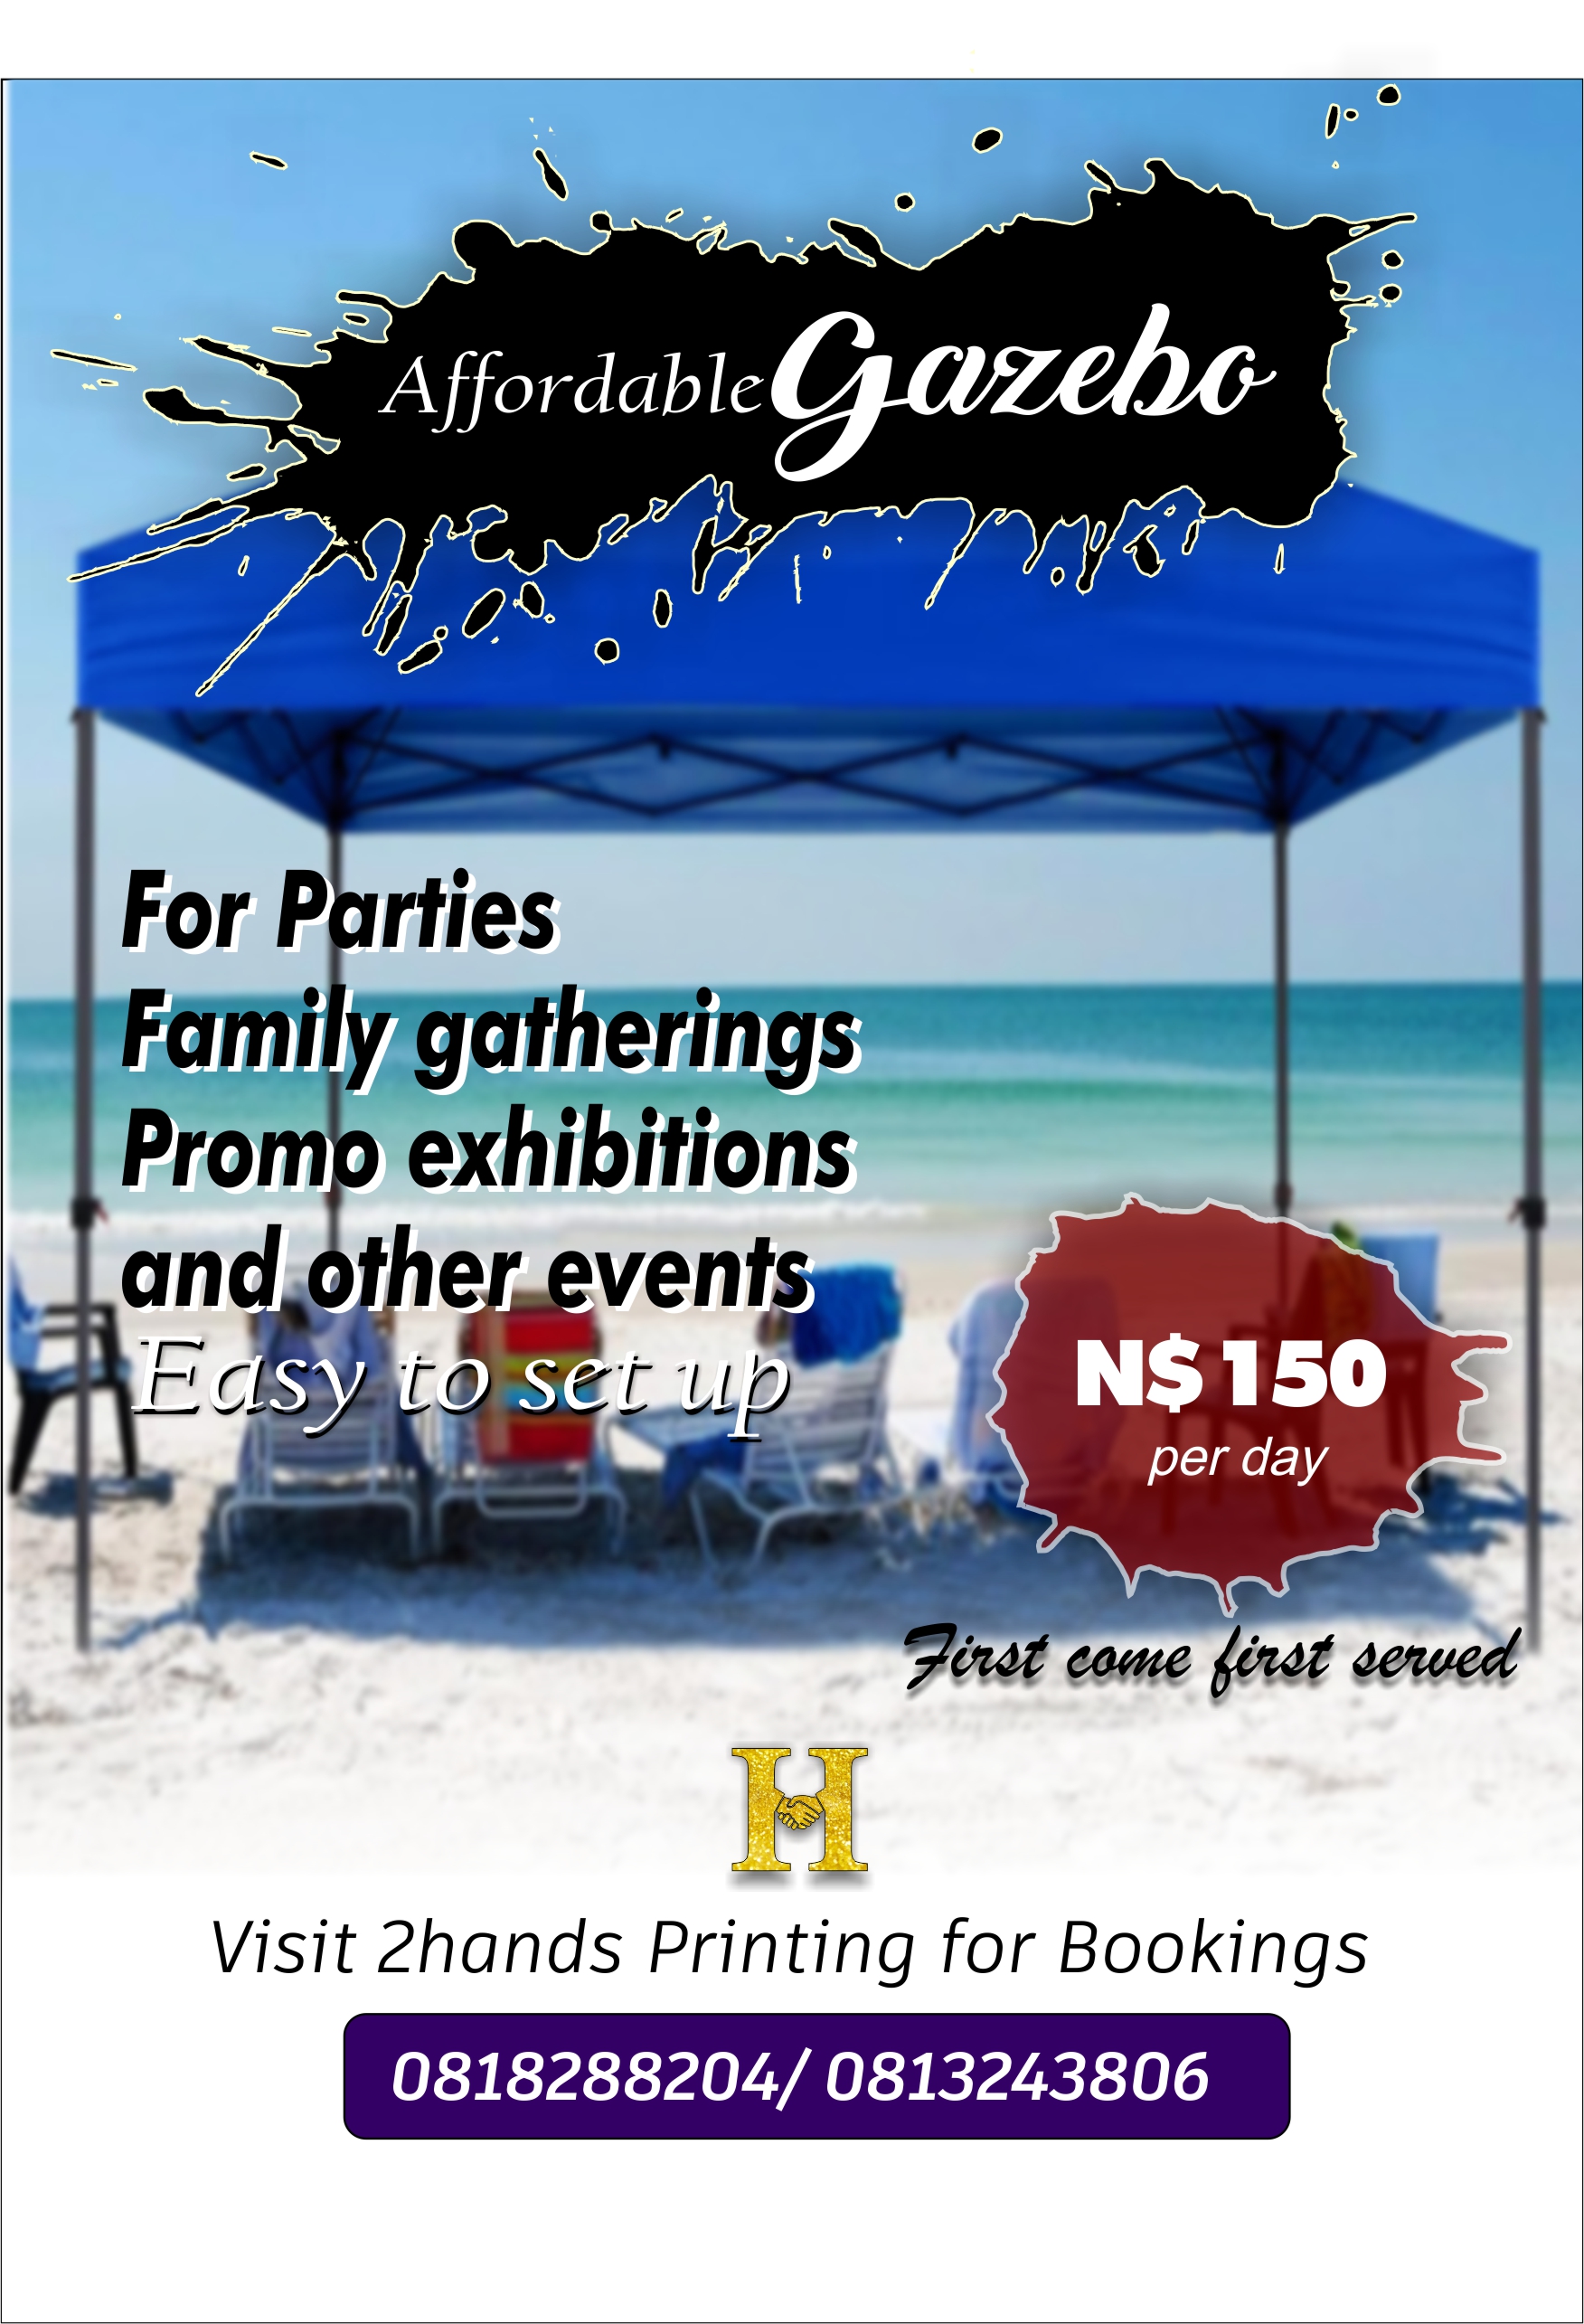 Affordable Gazebo
For Parties
Family gatherings
Promo exhibitions
and other events
Easy to set up
N$ 150
per day
First come first served
H
Visit 2hands Printing for Bookings
0818288204/ 0813243806